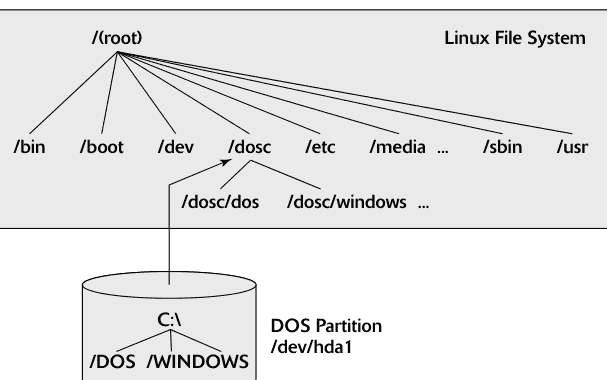 /(root)
Linux File System
/bin /boot /dev /dosc /etc /media ... /sbin /usr
/dosc/dos /dosc/windows ...
C:\
/DOS /WINDOWS
DOS Partition
/dev/hda1